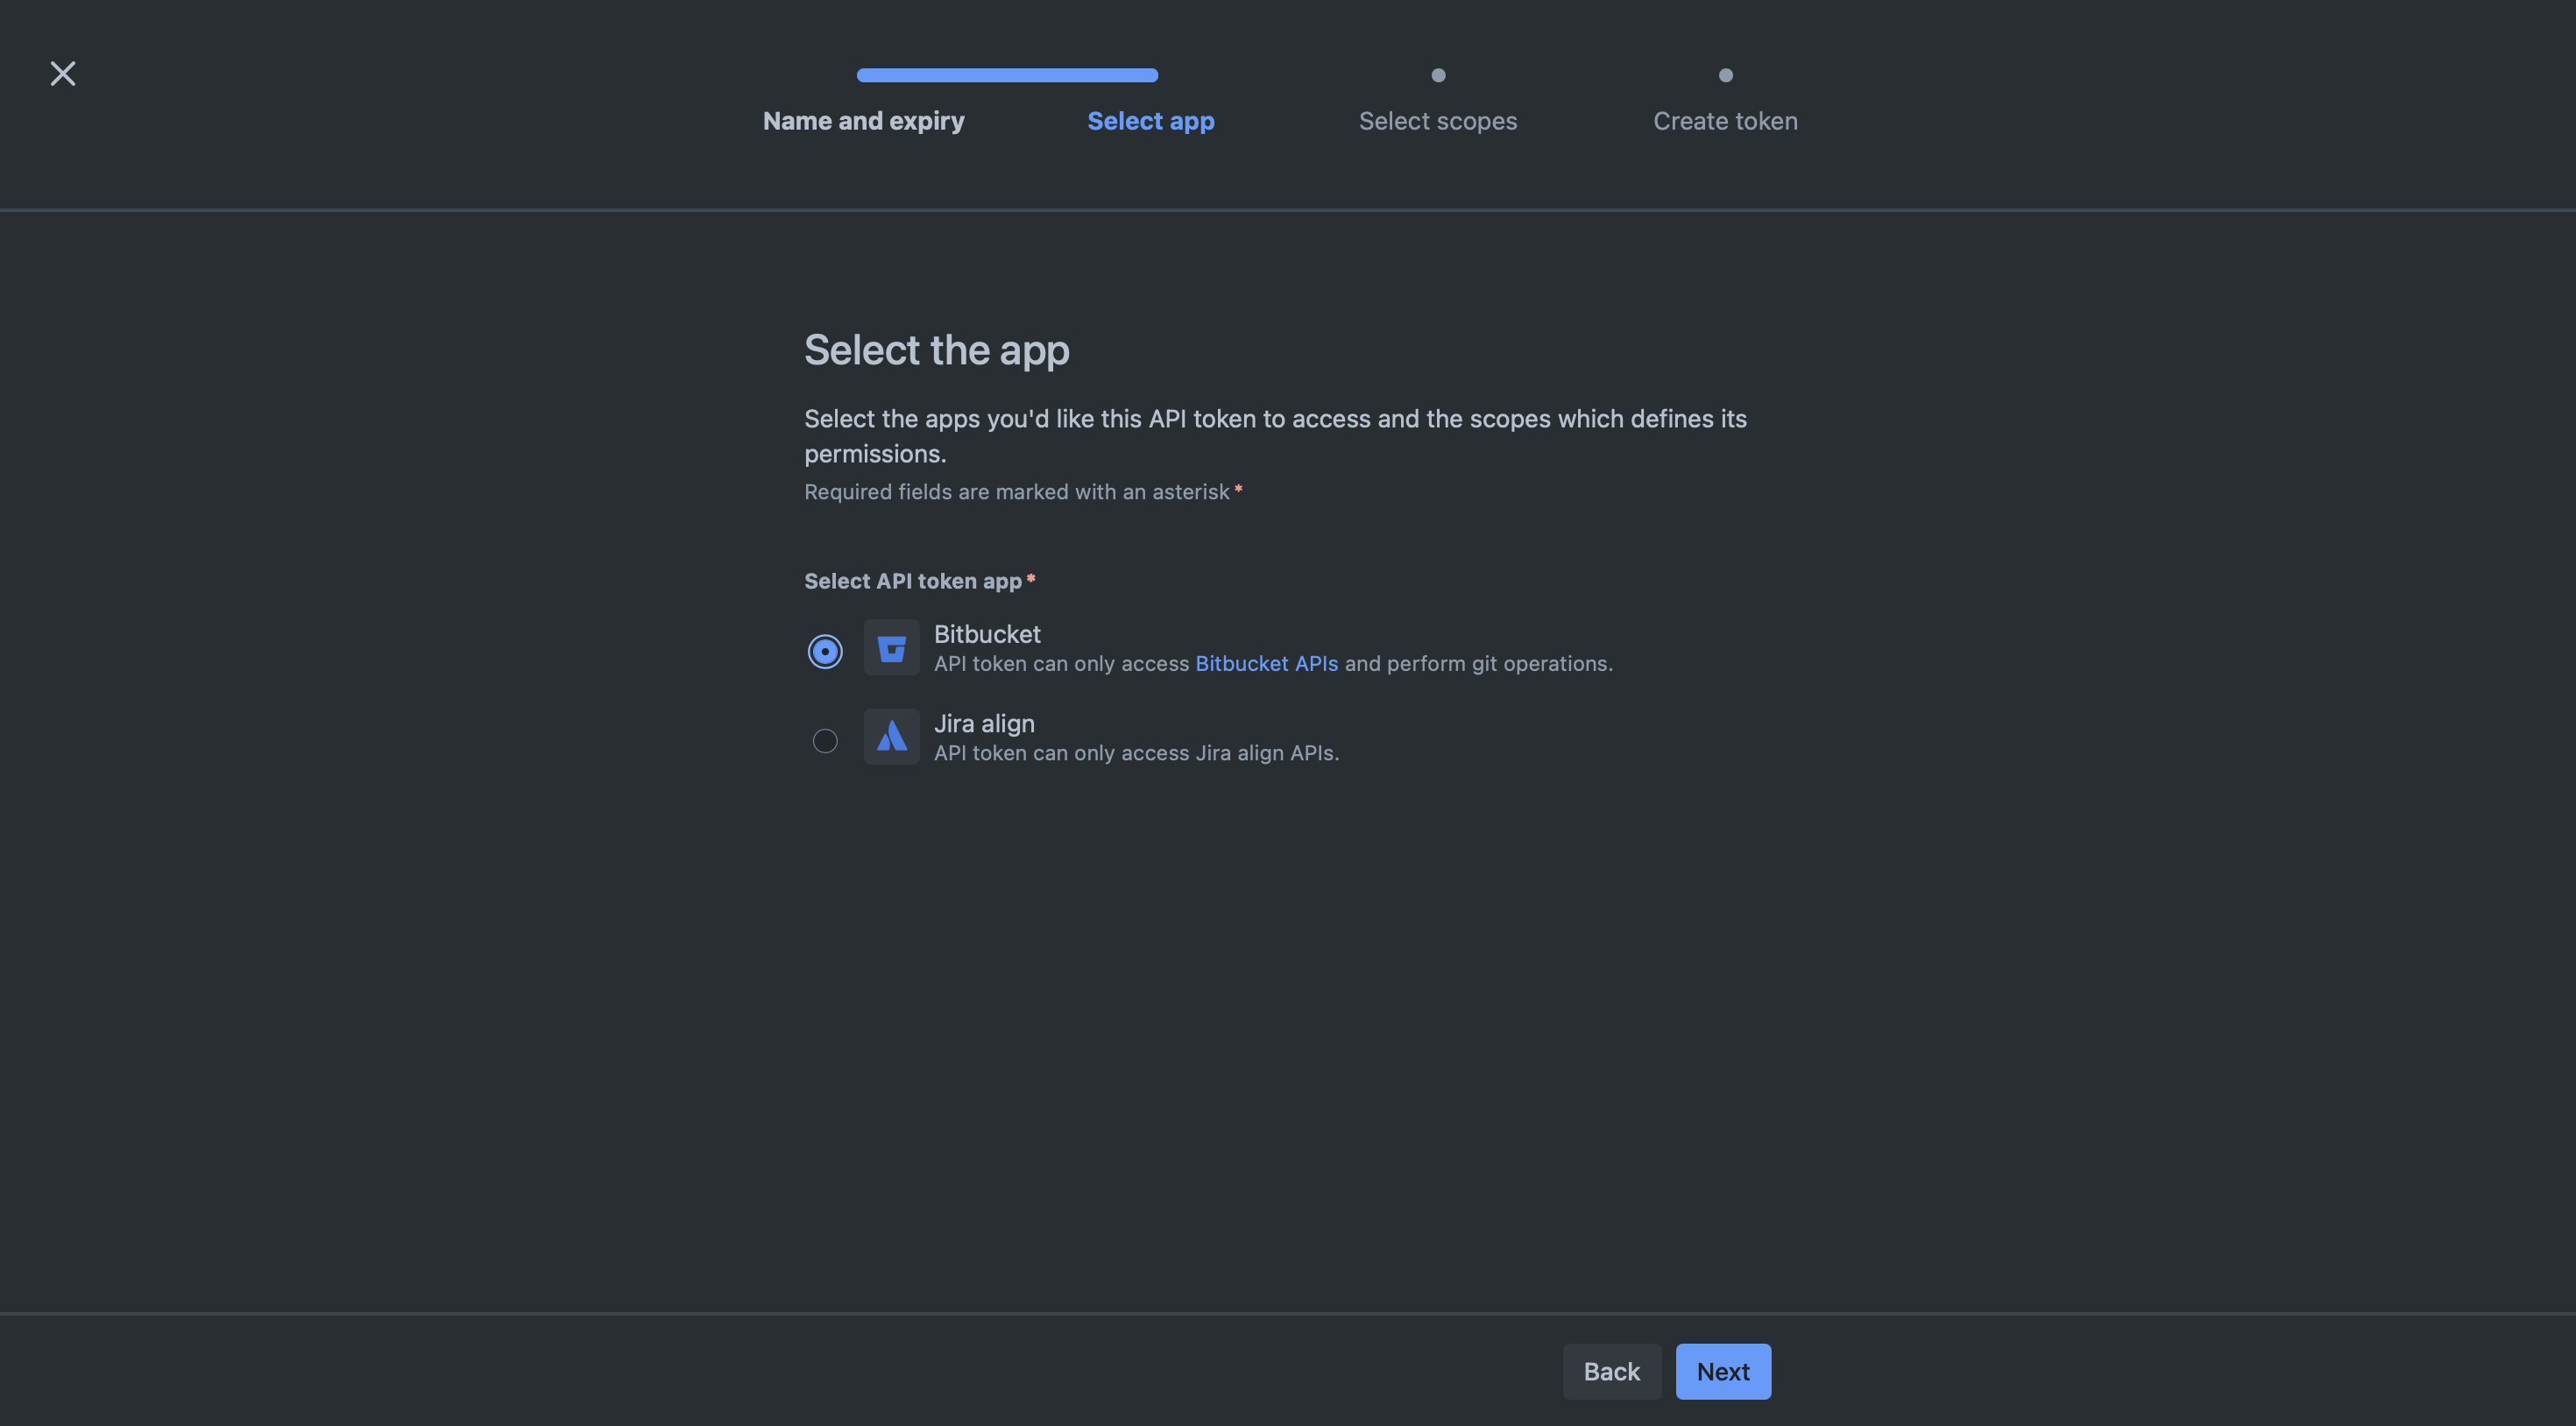 Name and expiry
Select app
Select scopes
Create token
Select the app
Select the apps you'd like this API token to access and the scopes which defines its
permissions.
Required fields are marked with an asterisk *
Select API token app *
Bitbucket
API token can only access Bitbucket APIs and perform git operations.
Jira align
API token can only access Jira align APIs.
Back
Next